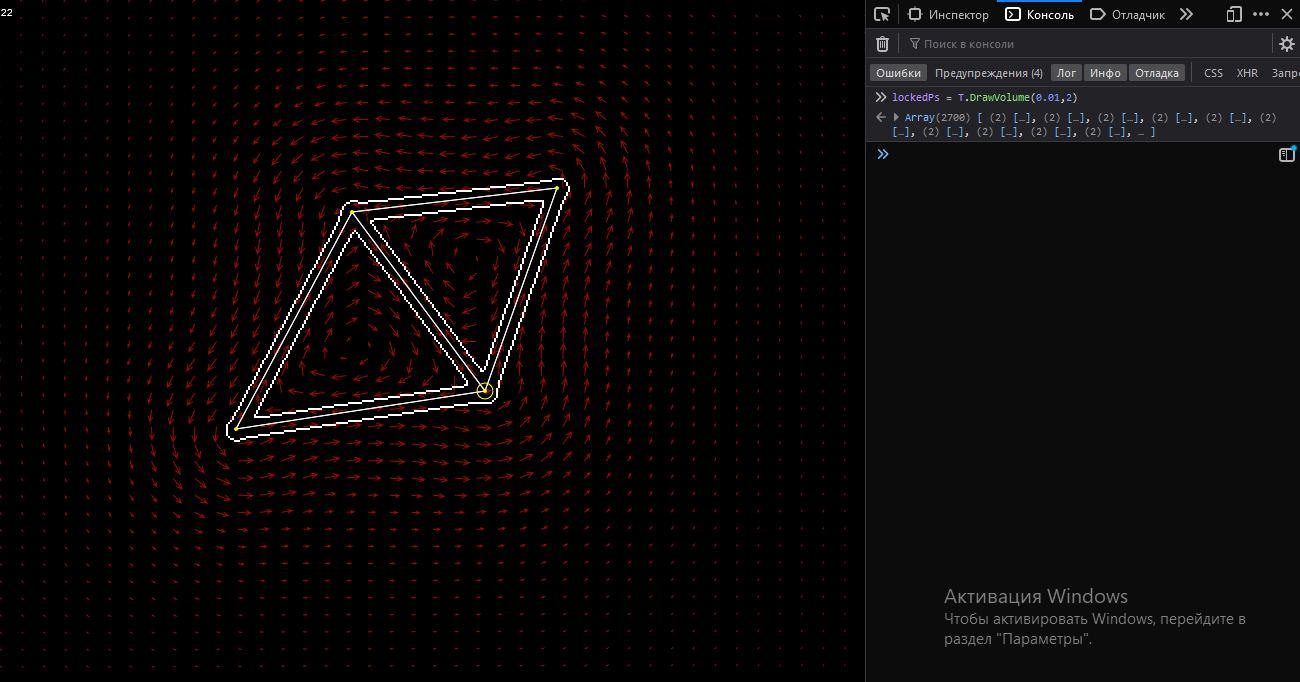 22
Инспектор Консоль Отладчик
Поиск в консоли
Ошибки Предупреждения (4) Лог Инфо Отладка CSS XHR Запро
lockedPs = T.DrawVolume(0.01,2)
Array(2700) [ (2) […], (2) […], (2) […], (2) […], (2) […], (2)
[…], (2) […], (2) […], (2) […], (2) […], … ]
Активация Windows
Чтобы активировать Windows, перейдите в
раздел "Параметры".